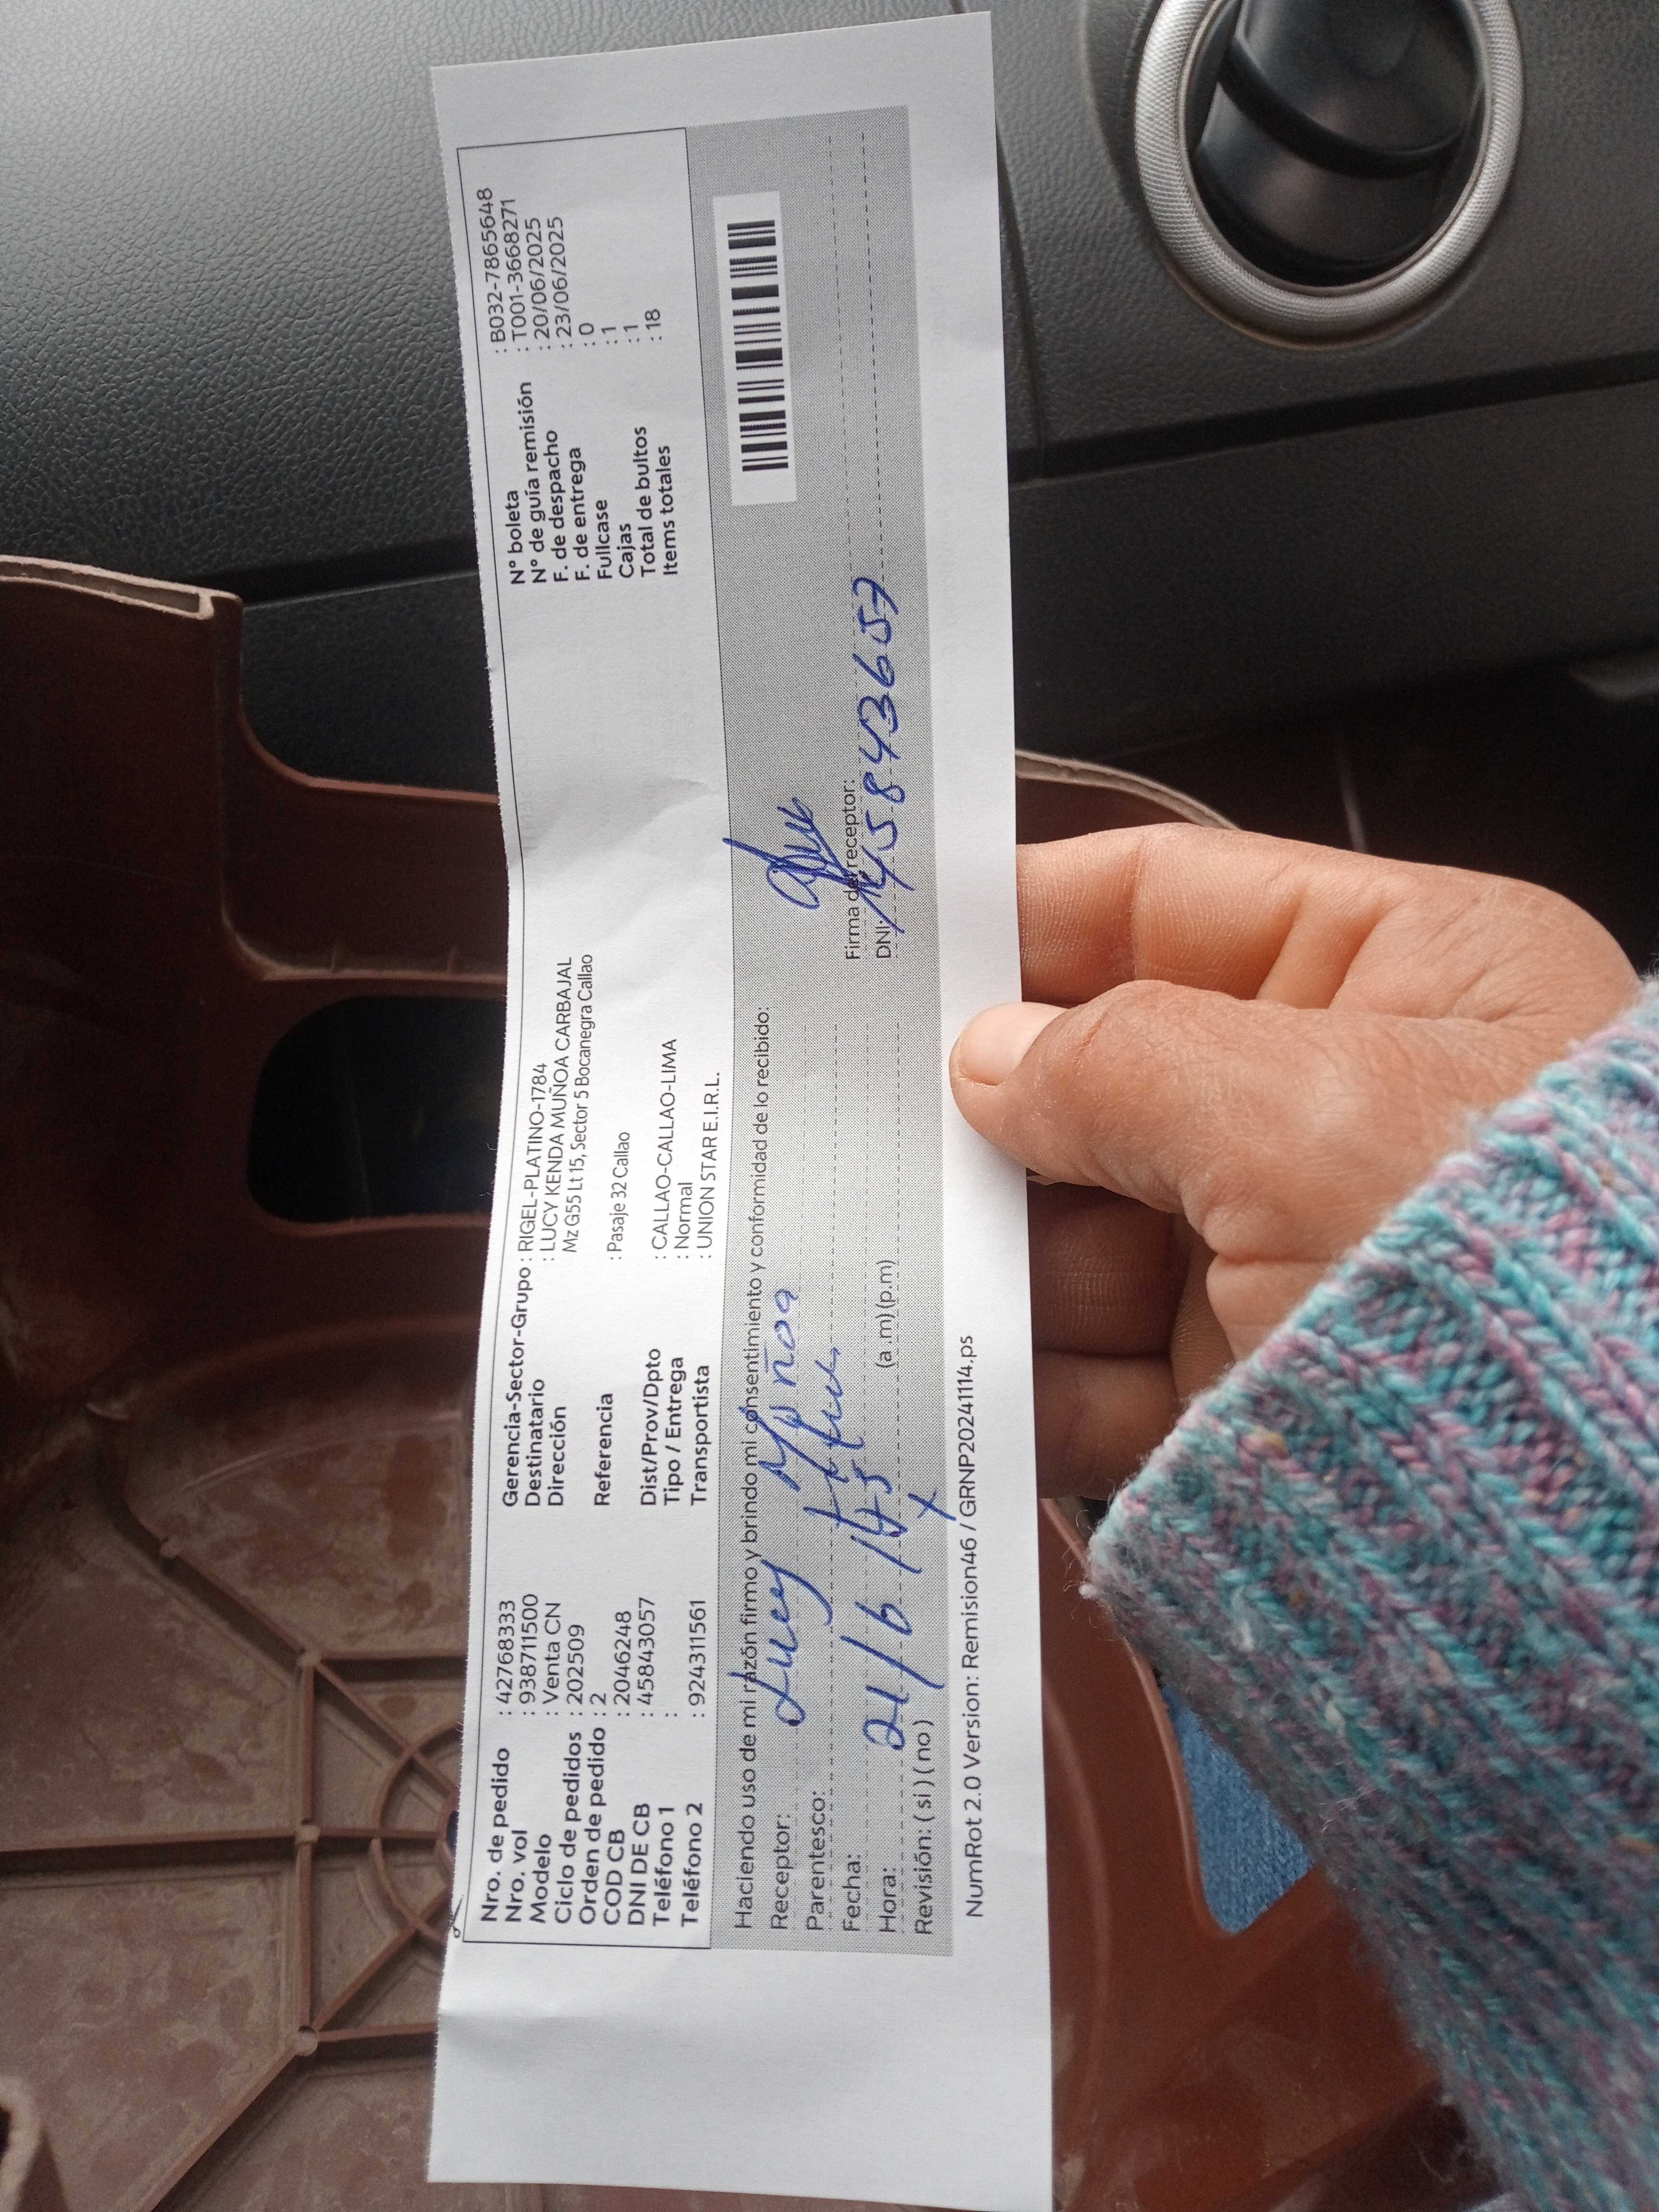 Nro. de pedido : 42768333
Nro. vol : 938711500
Modelo : Venta CN
Ciclo de pedidos : 202509
Orden de pedido : 2
COD CB : 2046248
DNI DE CB : 45843057
Teléfono 1 :
Teléfono 2 : 924311561
Gerencia-Sector-Grupo : RIGEL-PLATINO-1784
Destinatario : LUCY KENDA MUÑOA CARBAJAL
Dirección Mz G55 Lt 15, Sector 5 Bocanegra Callao
Referencia : Pasaje 32 Callao
Dist/Prov/Dpto : CALLAO-CALLAO-LIMA
Tipo / Entrega : Normal
Transportista : UNION STAR E.I.R.L.
N° boleta : B032-7865648
N° de guía remisión : T001-3668271
F. de despacho : 20/06/2025
F. de entrega : 23/06/2025
Fullcase : 0
Cajas : 1
Total de bultos : 1
Items totales : 18
Haciendo uso de mi razón firmo y brindo mi consentimiento y conformidad de lo recibido:
Receptor: Lucy Muñoa
Parentesco:
Fecha: 21/6
Hora: (a .m) (p.m)
Revisión: ( si ) ( no )
Firma del receptor:
DNI:
NumRot 2.0 Version: Remision46 / GRNP20241114.ps